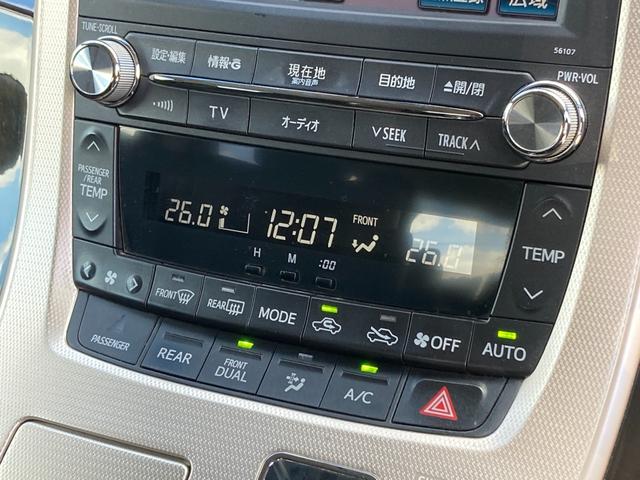 広域
TUNE•SCROLL
56107
設定・編集
情報・G
現在地
案内音声
目的地
▲開/閉
PWR•VOL
TV
オーディオ
∨SEEK
TRACK∧
PASSENGER
/REAR
TEMP
26.0
12:07
FRONT
26.0
TEMP
H
M
:00
FRONT
REAR
MODE
OFF
AUTO
PASSENGER
REAR
FRONT
DUAL
A/C